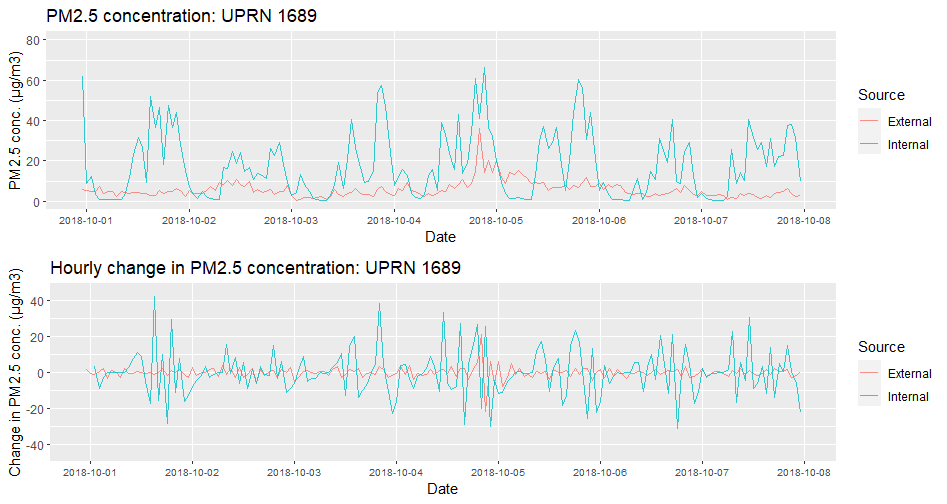 PM2.5 concentration: UPRN 1689
PM2.5 conc. (µg/m3)
80
60
40
20
0
2018-10-01 2018-10-02 2018-10-03 2018-10-04 2018-10-05 2018-10-06 2018-10-07 2018-10-08
Date
Source
External
Internal
Hourly change in PM2.5 concentration: UPRN 1689
Change in PM2.5 conc. (µg/m3)
40
20
0
-20
-40
2018-10-01 2018-10-02 2018-10-03 2018-10-04 2018-10-05 2018-10-06 2018-10-07 2018-10-08
Date
Source
External
Internal